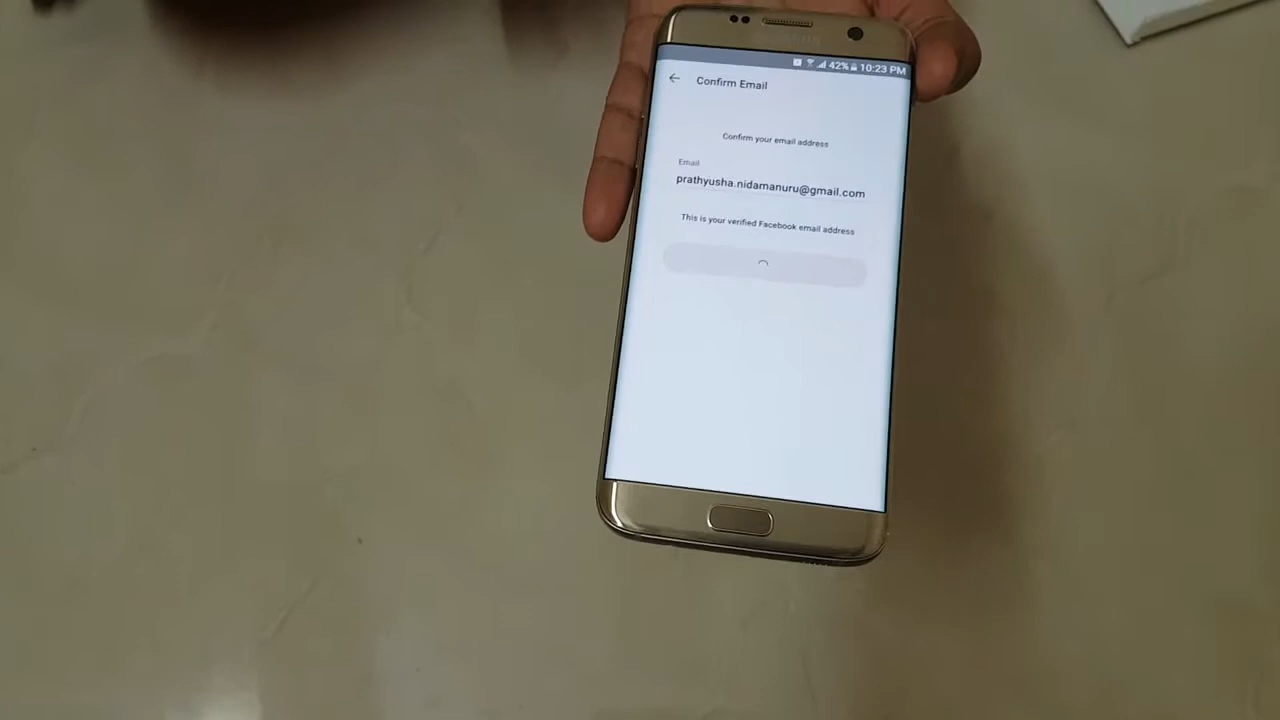 SAMSUNG
42% 10:23 PM
Confirm Email
Confirm your email address
Email
prathyusha.nidamanuru@gmail.com
This is your verified Facebook email address